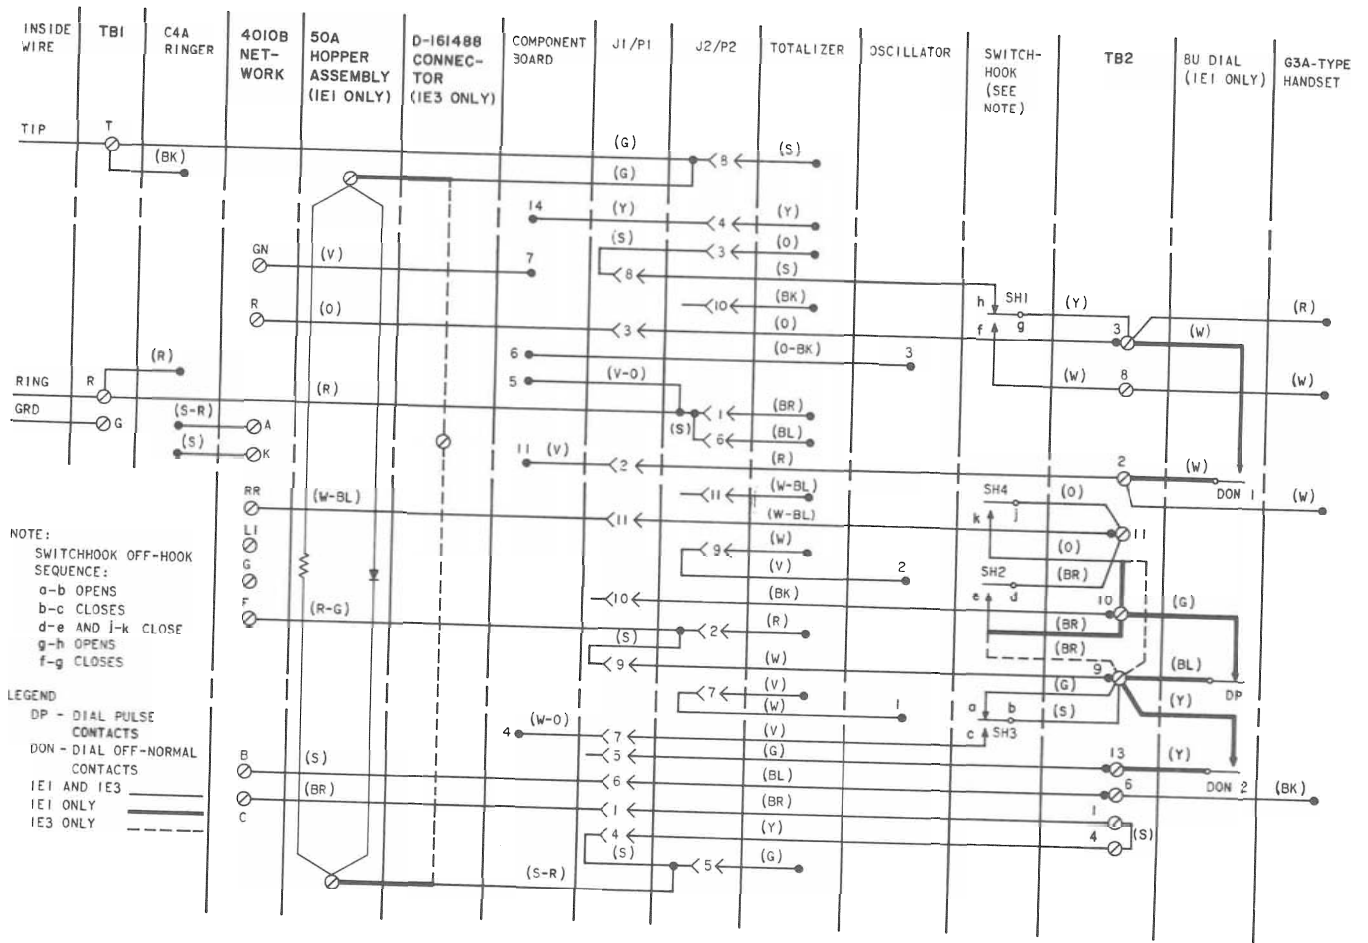 INSIDE
WIRE
TB1
C4A
RINGER
4010B
NET-
WORK
50A
HOPPER
ASSEMBLY
(1E1 ONLY)
D-161488
CONNEC-
TOR
(1E3 ONLY)
COMPONENT
BOARD
J1/P1
J2/P2
TOTALIZER
OSCILLATOR
SWITCH-
HOOK
(SEE
NOTE)
TB2
8U DIAL
(1E1 ONLY)
G3A-TYPE
HANDSET
TIP
T
(BK)
(G)
(G)
8
(S)
14
(Y)
4
(Y)
(S)
3
(O)
GN
(V)
7
8
(S)
10
(BK)
h
SH1
g
f
(Y)
(R)
R
(O)
3
(O)
3
(W)
6
(O-BK)
3
(R)
5
(V-O)
(W)
8
(W)
RING
R
(R)
1
(BR)
GRD
G
(S-R)
A
(S)
6
(BL)
(S)
K
11
(V)
2
(R)
2
(W)
DON 1
(W)
RR
(W-BL)
11
(W-BL)
SH4
j
k
(O)
11
(W-BL)
11
(O)
L1
9
(W)
(V)
2
SH2
d
e
(BR)
G
10
(BK)
10
(G)
(BR)
F
(R-G)
2
(R)
(BR)
(S)
9
(W)
9
(BL)
DP
(G)
7
(V)
(W)
1
a
b
c
SH3
(S)
(Y)
4
(W-O)
7
(V)
5
(G)
13
(Y)
DON 2
B
(S)
6
(BL)
6
(BK)
C
(BR)
1
(BR)
1
4
(Y)
4
(S)
(S)
5
(G)
(S-R)
NOTE:
SWITCHHOOK OFF-HOOK
SEQUENCE:
a-b OPENS
b-c CLOSES
d-e AND j-k CLOSE
g-h OPENS
f-g CLOSES
LEGEND
DP - DIAL PULSE
CONTACTS
DON - DIAL OFF-NORMAL
CONTACTS
1E1 AND 1E3
1E1 ONLY
1E3 ONLY